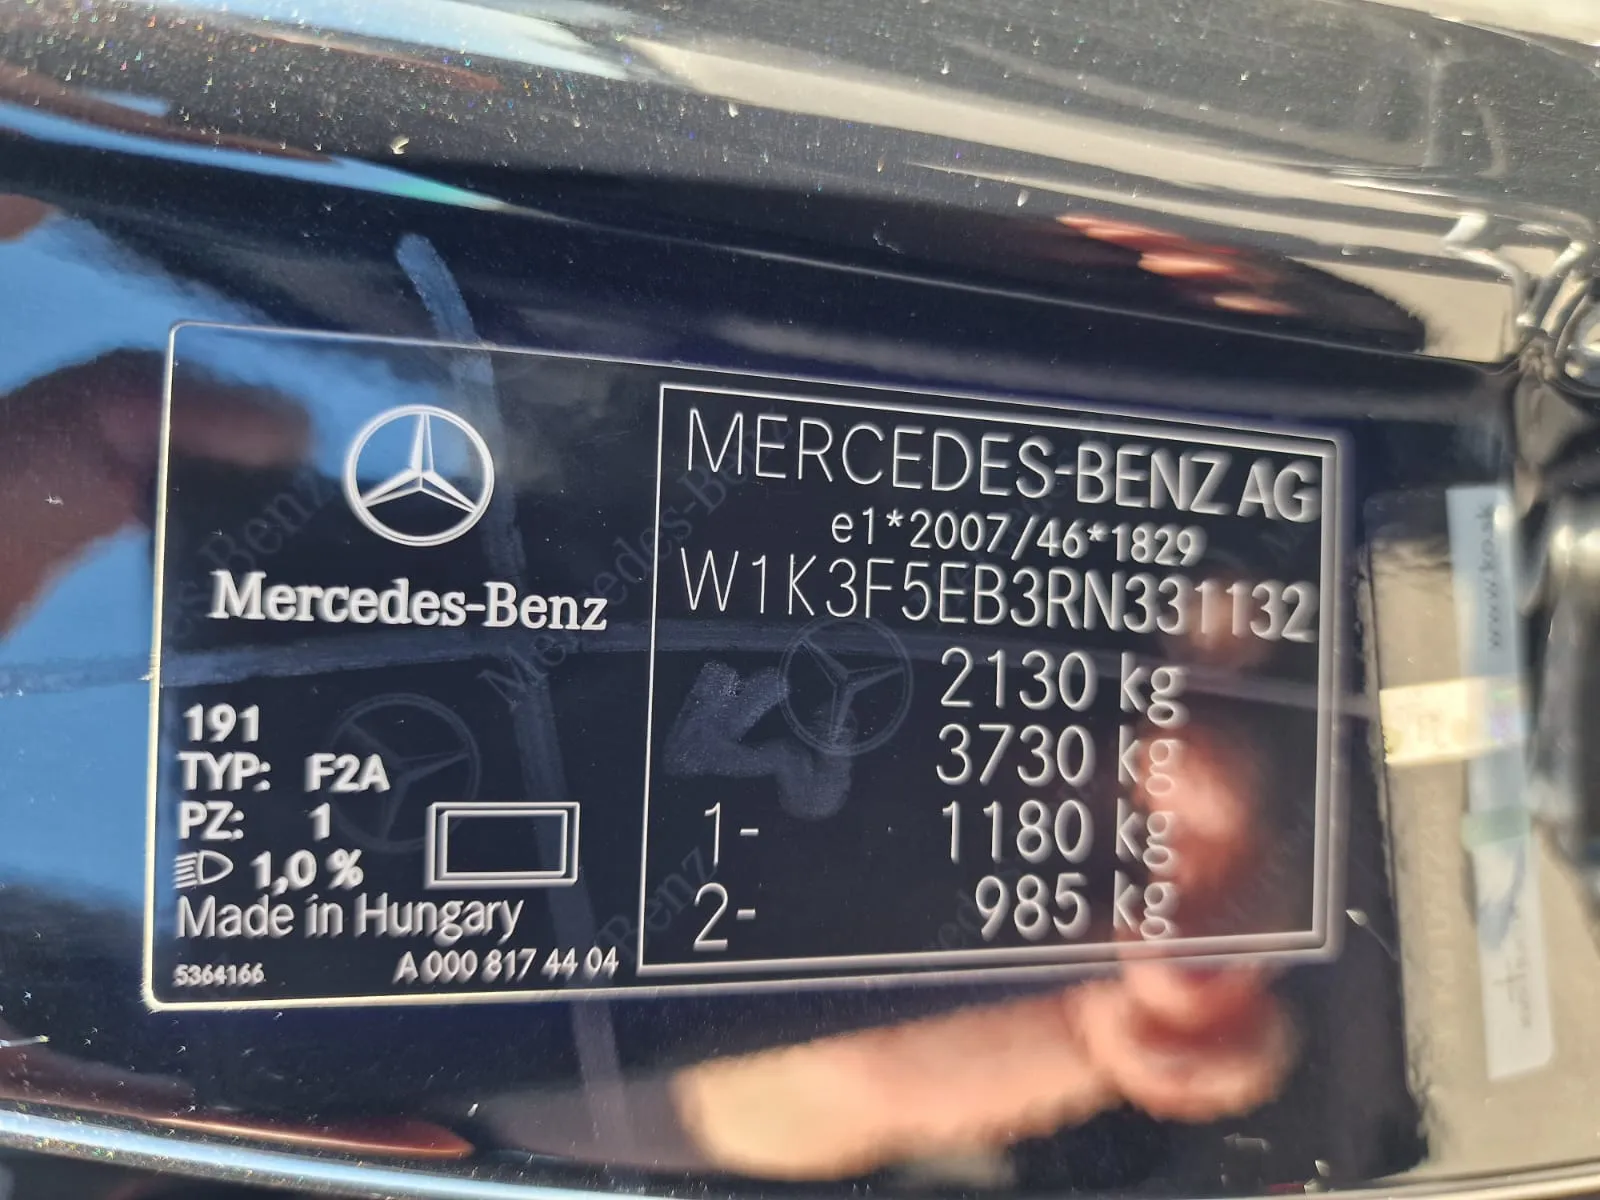 Mercedes-Benz
191
TYP: F2A
PZ: 1
1,0 %
Made in Hungary
5364166 A 000 817 44 04
MERCEDES-BENZ AG
e1*2007/46*1829
W1K3F5EB3RN331132
2130 kg
3730 kg
1- 1180 kg
2- 985 kg